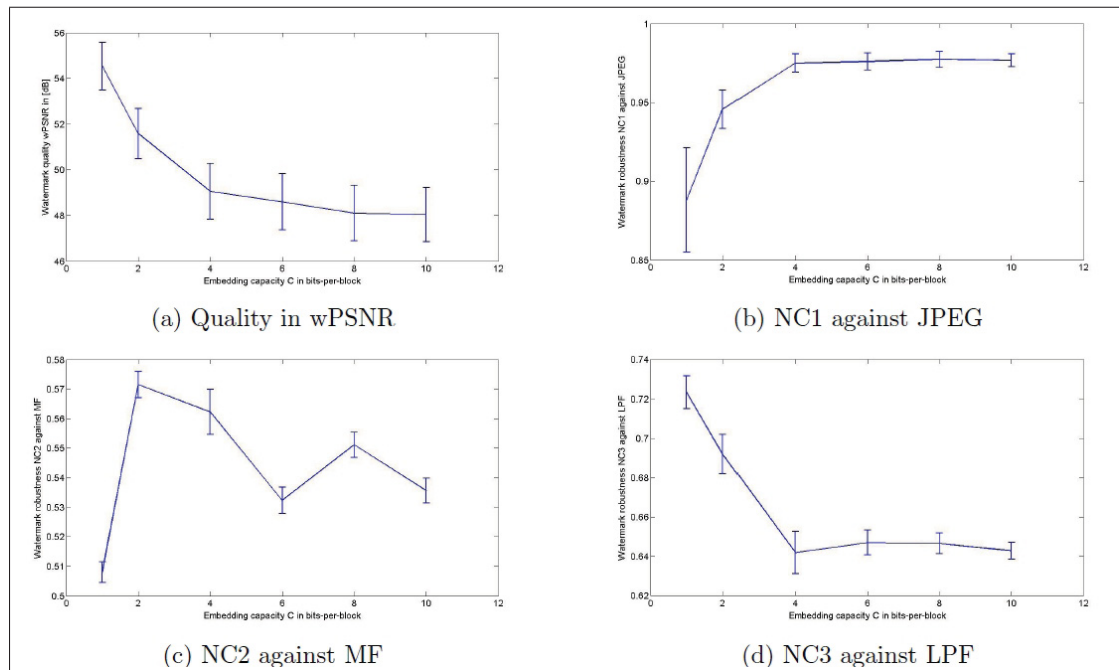 Watermark quality wPSNR in [dB]
56
54
52
50
48
46
0 2 4 6 8 10 12
Embedding capacity C in bits-per-block
(a) Quality in wPSNR
Watermark robustness NC1 against JPEG
1
0.95
0.9
0.85
0 2 4 6 8 10 12
Embedding capacity C in bits-per-block
(b) NC1 against JPEG
Watermark robustness NC2 against MF
0.58
0.57
0.56
0.55
0.54
0.53
0.52
0.51
0.5
0 2 4 6 8 10 12
Embedding capacity C in bits-per-block
(c) NC2 against MF
Watermark robustness NC3 against LPF
0.74
0.72
0.7
0.68
0.66
0.64
0.62
0 2 4 6 8 10 12
Embedding capacity C in bits-per-block
(d) NC3 against LPF